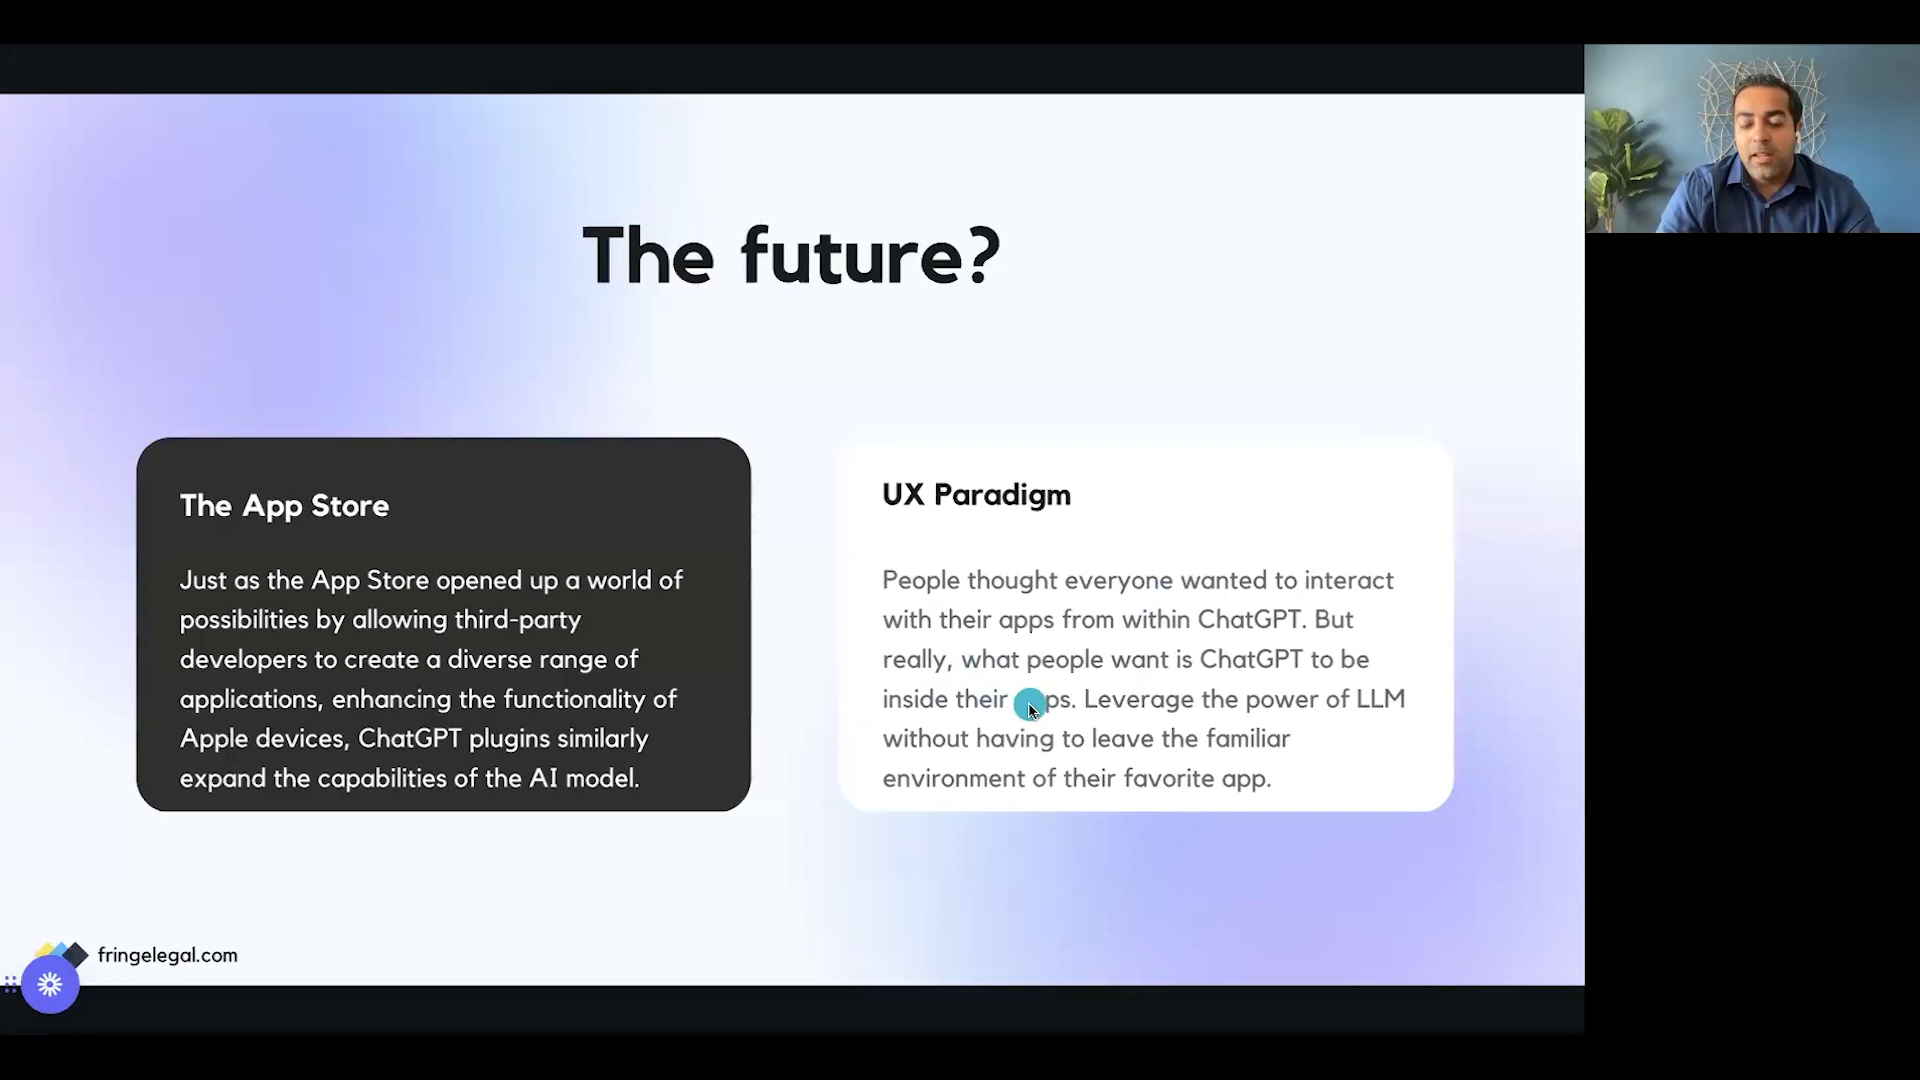 The future?
The App Store
Just as the App Store opened up a world of
possibilities by allowing third-party
developers to create a diverse range of
applications, enhancing the functionality of
Apple devices, ChatGPT plugins similarly
expand the capabilities of the AI model.
UX Paradigm
People thought everyone wanted to interact
with their apps from within ChatGPT. But
really, what people want is ChatGPT to be
inside their ps. Leverage the power of LLM
without having to leave the familiar
environment of their favorite app.
fringelegal.com